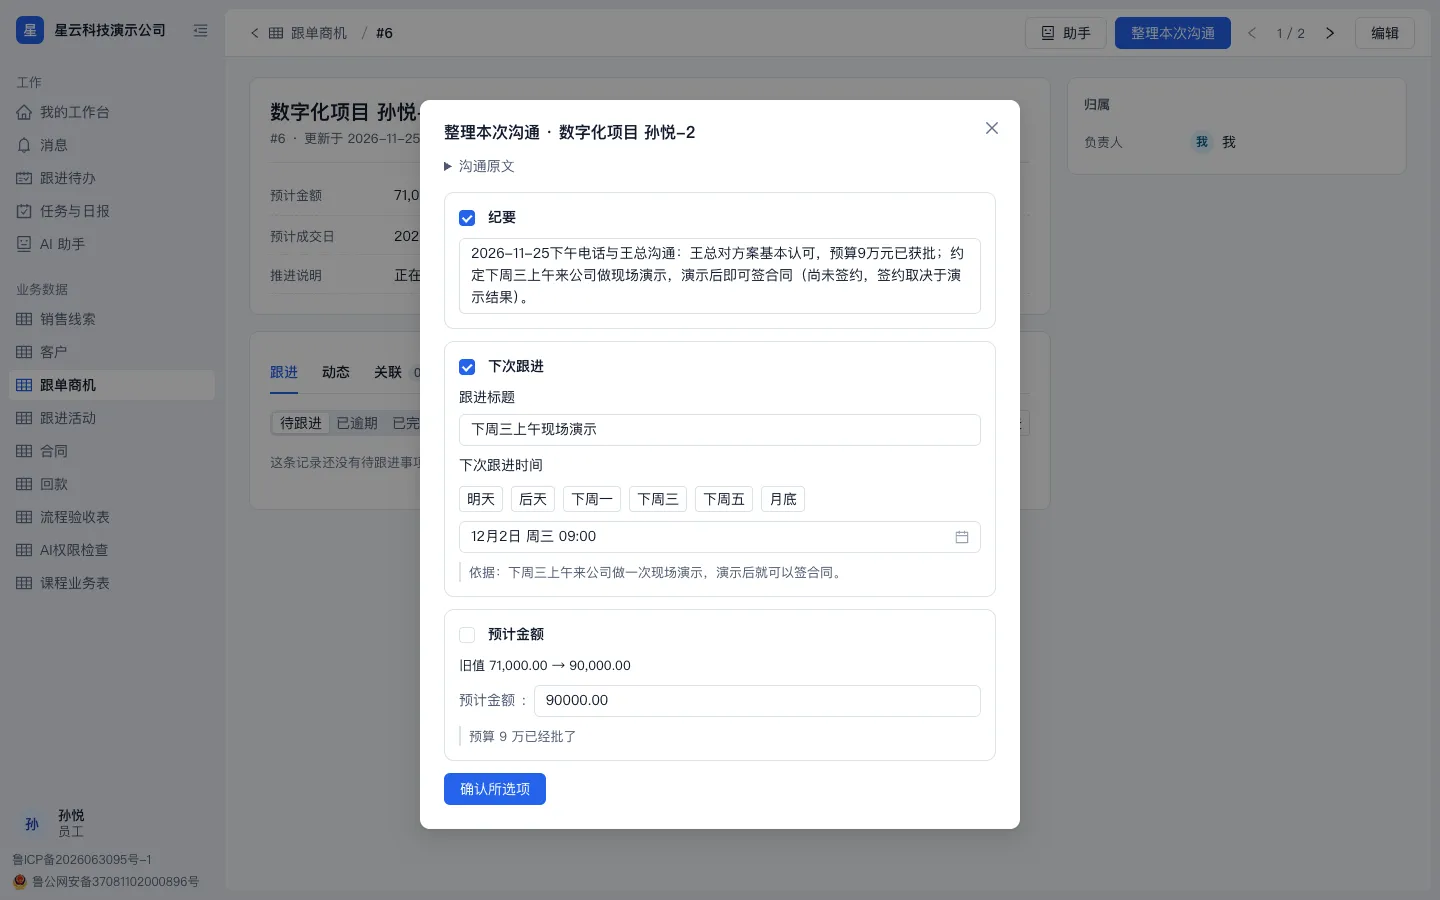 星 星云科技演示公司
工作
我的工作台
消息
跟进待办
任务与日报
AI 助手
业务数据
销售线索
客户
跟单商机
跟进活动
合同
回款
流程验收表
AI权限检查
课程业务表
孙 孙悦
员工
鲁ICP备2026063095号-1
鲁公网安备37081102000896号
跟单商机 / #6
助手
整理本次沟通
1 / 2
编辑
数字化项目 孙悦-
#6 · 更新于 2026-11-25
预计金额 71,0
预计成交日 202
推进说明 正在
跟进 动态 关联 0
待跟进 已逾期 已完
这条记录还没有待跟进事项
归属
负责人 我 我
整理本次沟通 · 数字化项目 孙悦-2
沟通原文
纪要
2026-11-25下午电话与王总沟通：王总对方案基本认可，预算9万元已获批；约
定下周三上午来公司做现场演示，演示后即可签合同（尚未签约，签约取决于演
示结果）。
下次跟进
跟进标题
下周三上午现场演示
下次跟进时间
明天 后天 下周一 下周三 下周五 月底
12月2日 周三 09:00
依据：下周三上午来公司做一次现场演示，演示后就可以签合同。
预计金额
旧值 71,000.00 → 90,000.00
预计金额 : 90000.00
预算 9 万已经批了
确认所选项